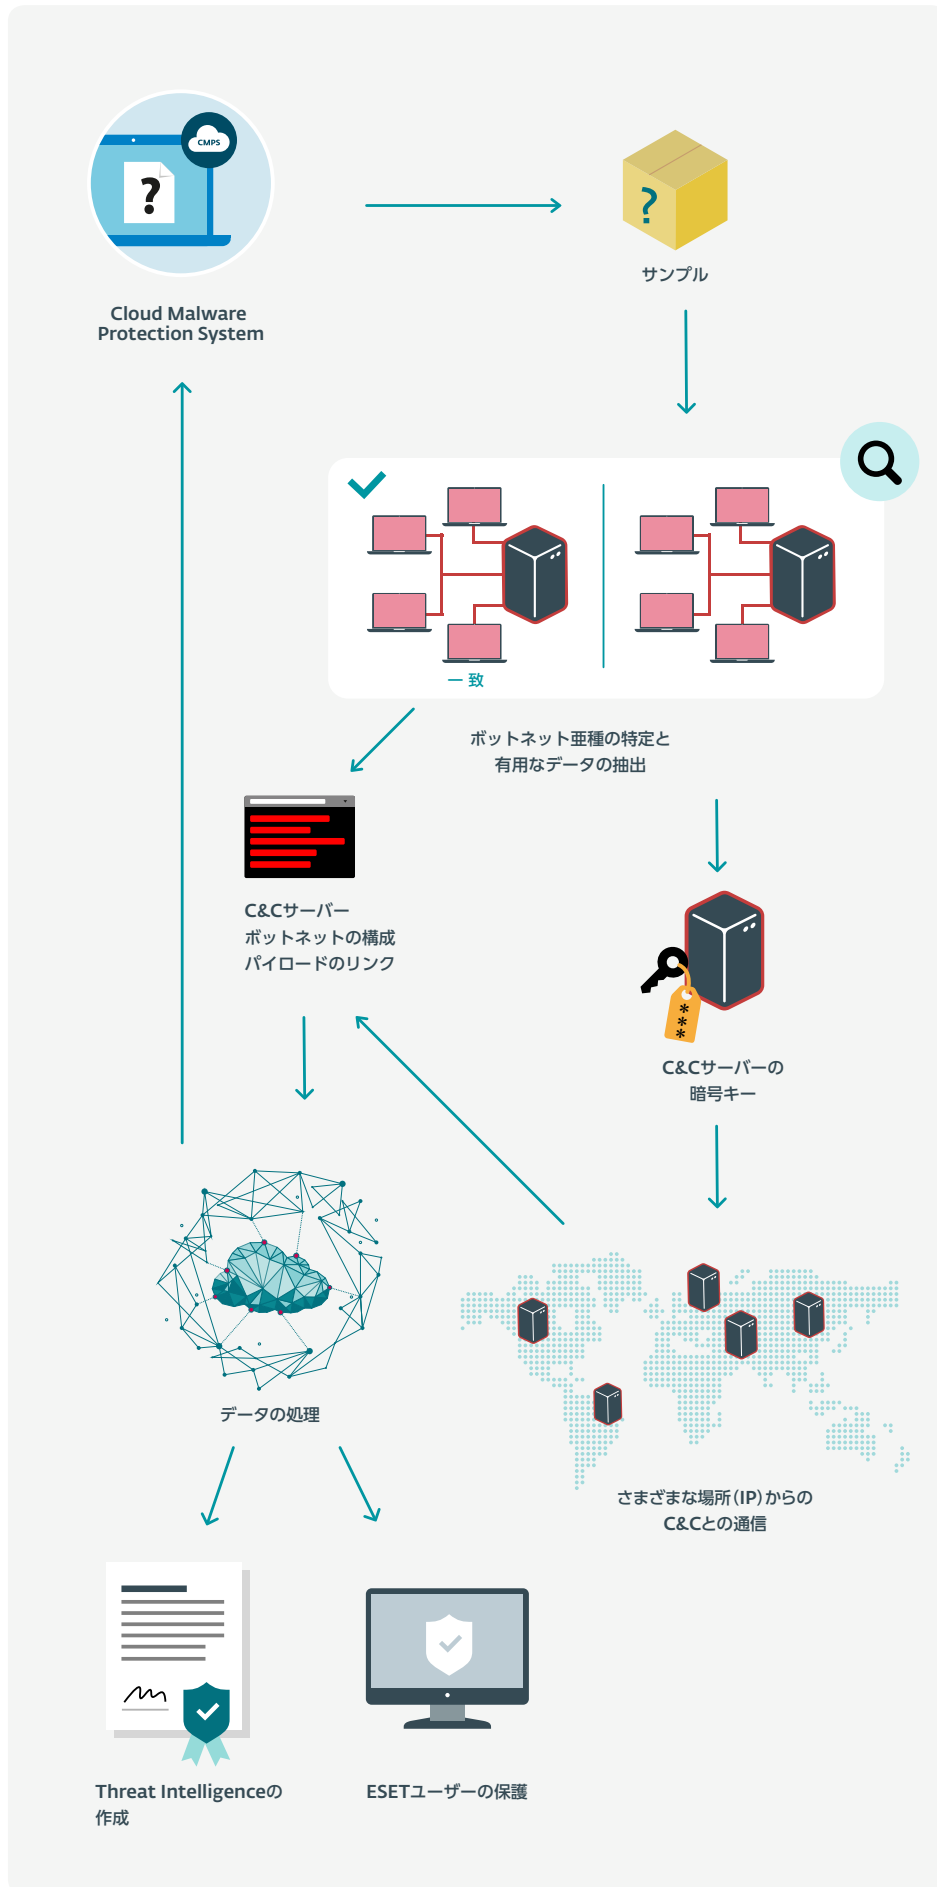 CMPS
?
?
サンプル
Cloud Malware
Protection System
一致
ボットネット亜種の特定と
有用なデータの抽出
C&Cサーバー
ボットネットの構成
パイロードのリンク
***
C&Cサーバーの
暗号キー
データの処理
さまざまな場所(IP)からの
C&Cとの通信
Threat Intelligenceの
作成
ESETユーザーの保護